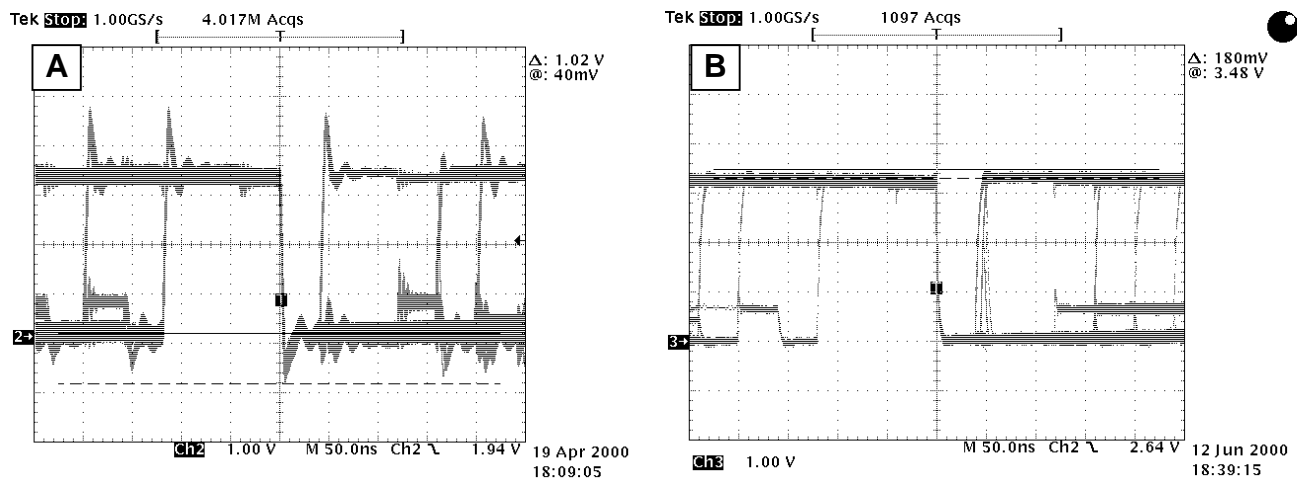 Tek Stop: 1.00GS/s 4.017M Acqs
A
Δ: 1.02 V
@: 40mV
T
2→
Ch2 1.00 V M 50.0ns Ch2 1.94 V
19 Apr 2000
18:09:05
Tek Stop: 1.00GS/s 1097 Acqs
B
Δ: 180mV
@: 3.48 V
T
3→
M 50.0ns Ch2 2.64 V
Ch3 1.00 V
12 Jun 2000
18:39:15